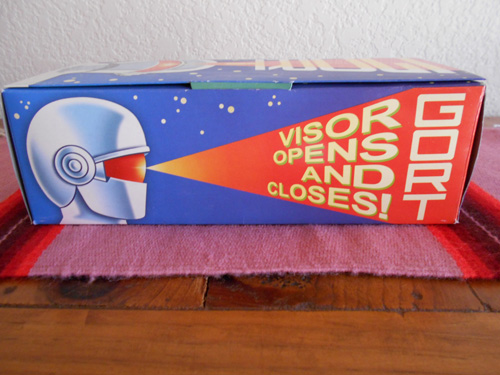 VISOR
OPENS
AND
CLOSES!
GORT